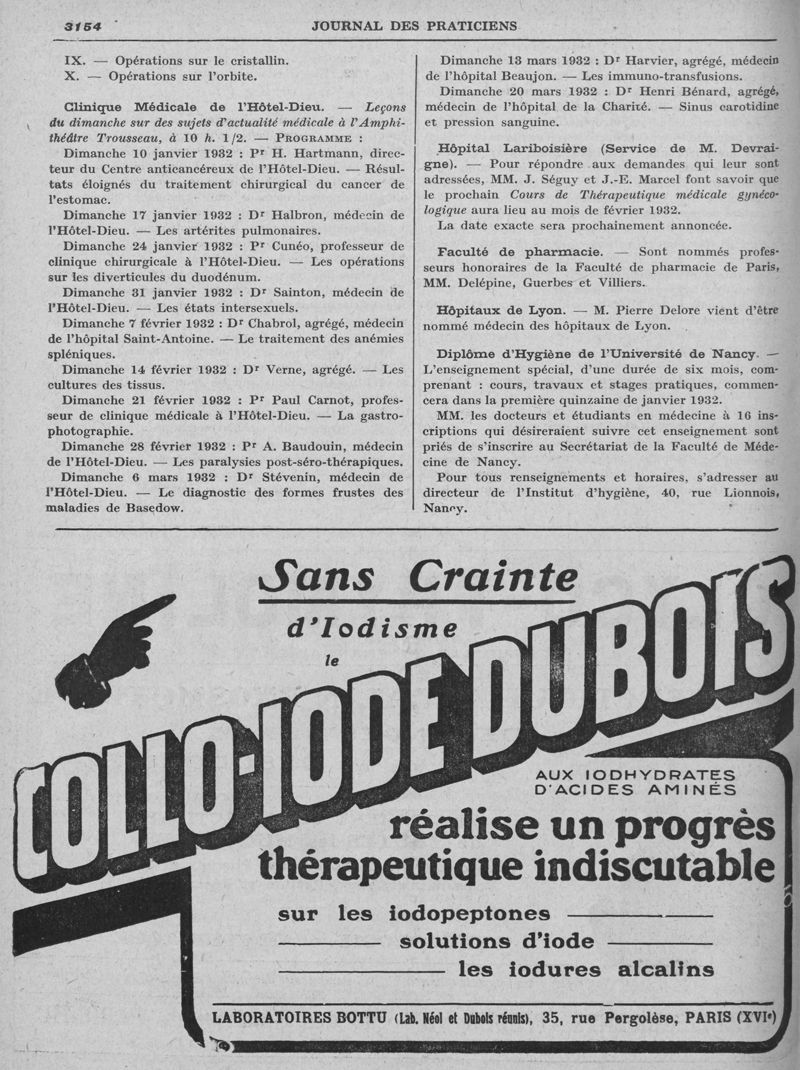 3154
JOURNAL DES PRATICIENS
IX. — Opérations sur le cristallin.
X. — Opérations sur l'orbite.
Clinique Médicale de l'Hôtel-Dieu. — Leçons
du dimanche sur des sujets d'actualité médicale à l'Amphi-
théâtre Trousseau, à 10 h. 1/2. — PROGRAMME :
Dimanche 10 janvier 1932 : Pr H. Hartmann, direc-
teur du Centre anticancéreux de l'Hôtel-Dieu. — Résul-
tats éloignés du traitement chirurgical du cancer de
l'estomac.
Dimanche 17 janvier 1932 : Dr Halbron, médecin de
l'Hôtel-Dieu. — Les artérites pulmonaires.
Dimanche 24 janvier 1932 : Pr Cunéo, professeur de
clinique chirurgicale à l'Hôtel-Dieu. — Les opérations
sur les diverticules du duodénum.
Dimanche 31 janvier 1932 : Dr Sainton, médecin de
l'Hôtel-Dieu. — Les états intersexuels.
Dimanche 7 février 1932 : Dr Chabrol, agrégé, médecin
de l'hôpital Saint-Antoine. — Le traitement des anémies
spléniques.
Dimanche 14 février 1932 : Dr Verne, agrégé. — Les
cultures des tissus.
Dimanche 21 février 1932 : Pr Paul Carnot, profes-
seur de clinique médicale à l'Hôtel-Dieu. — La gastro-
photographie.
Dimanche 28 février 1932 : Pr A. Baudouin, médecin
de l'Hôtel-Dieu. — Les paralysies post-séro-thérapiques.
Dimanche 6 mars 1932 : Dr Stévenin, médecin de
l'Hôtel-Dieu. — Le diagnostic des formes frustes des
maladies de Basedow.
Dimanche 13 mars 1932 : Dr Harvier, agrégé, médecin
de l'hôpital Beaujon. — Les immuno-transfusions.
Dimanche 20 mars 1932 : Dr Henri Bénard, agrégé,
médecin de l'hôpital de la Charité. — Sinus carotidine
et pression sanguine.
Hôpital Lariboisière (Service de M. Devrai-
gne). — Pour répondre aux demandes qui leur sont
adressées, MM. J. Séguy et J.-E. Marcel font savoir que
le prochain Cours de Thérapeutique médicale gynéco-
logique aura lieu au mois de février 1932.
La date exacte sera prochainement annoncée.
Faculté de pharmacie. — Sont nommés profes-
seurs honoraires de la Faculté de pharmacie de Paris,
MM. Delépine, Guerbes et Villiers.
Hôpitaux de Lyon. — M. Pierre Delore vient d'être
nommé médecin des hôpitaux de Lyon.
Diplôme d'Hygiène de l'Université de Nancy. —
L'enseignement spécial, d'une durée de six mois, com-
prenant : cours, travaux et stages pratiques, commen-
cera dans la première quinzaine de janvier 1932.
MM. les docteurs et étudiants en médecine à 16 ins-
criptions qui désireraient suivre cet enseignement sont
priés de s'inscrire au Secrétariat de la Faculté de Méde-
cine de Nancy.
Pour tous renseignements et horaires, s'adresser au
directeur de l'Institut d'hygiène, 40, rue Lionnois,
Nancy.
Sans Crainte
d'Iodisme
le
COLLO-IODE DUBOIS
AUX IODHYDRATES
D'ACIDES AMINÉS
réalise un progrès
thérapeutique indiscutable
sur les iodopeptones
solutions d'iode
les iodures alcalins
LABORATOIRES BOTTU (Lab. Néol et Dubois réunis), 35, rue Pergolèse, PARIS (XVIe)